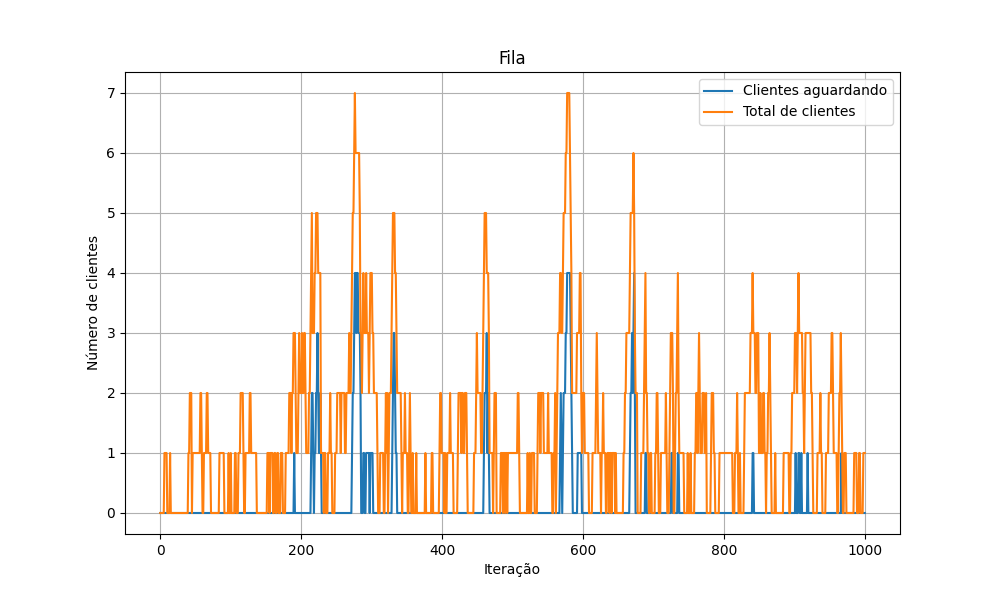 Fila
Clientes aguardando
Total de clientes
Número de clientes
7
6
5
4
3
2
1
0
0 200 400 600 800 1000
Iteração